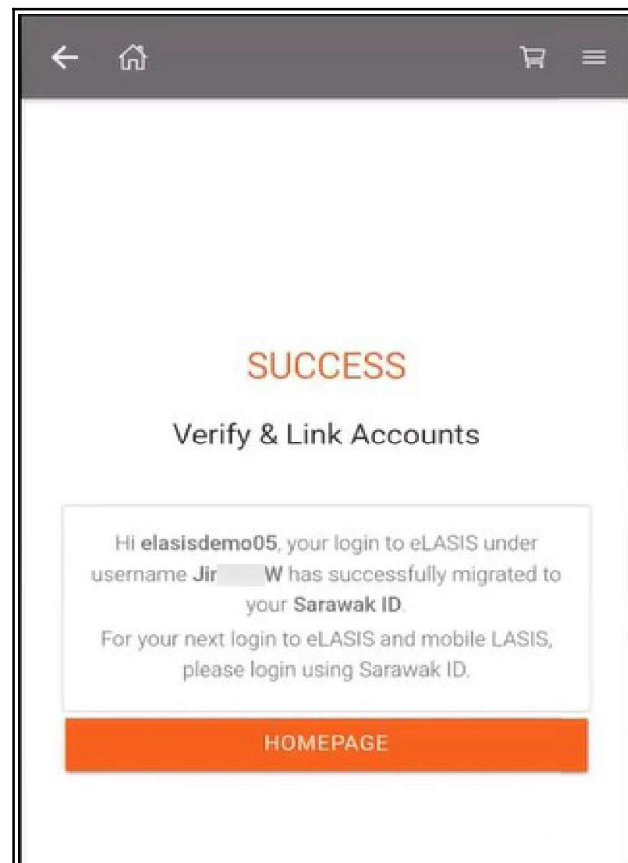 SUCCESS
Verify & Link Accounts
Hi elasisdemo05, your login to eLASIS under
username Jir W has successfully migrated to
your Sarawak ID.
For your next login to eLASIS and mobile LASIS,
please login using Sarawak ID.
HOMEPAGE